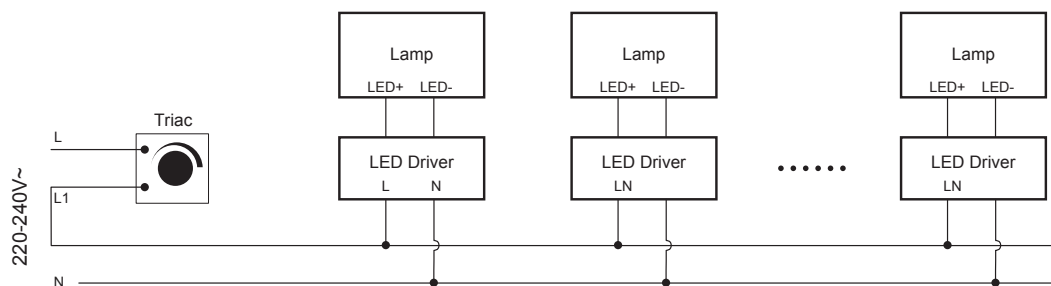 Lamp
LED+ LED-
Lamp
LED+ LED-
Lamp
LED+ LED-
Triac
L
L1
LED Driver
L N
LED Driver
LN
LED Driver
LN
220-240V~
N